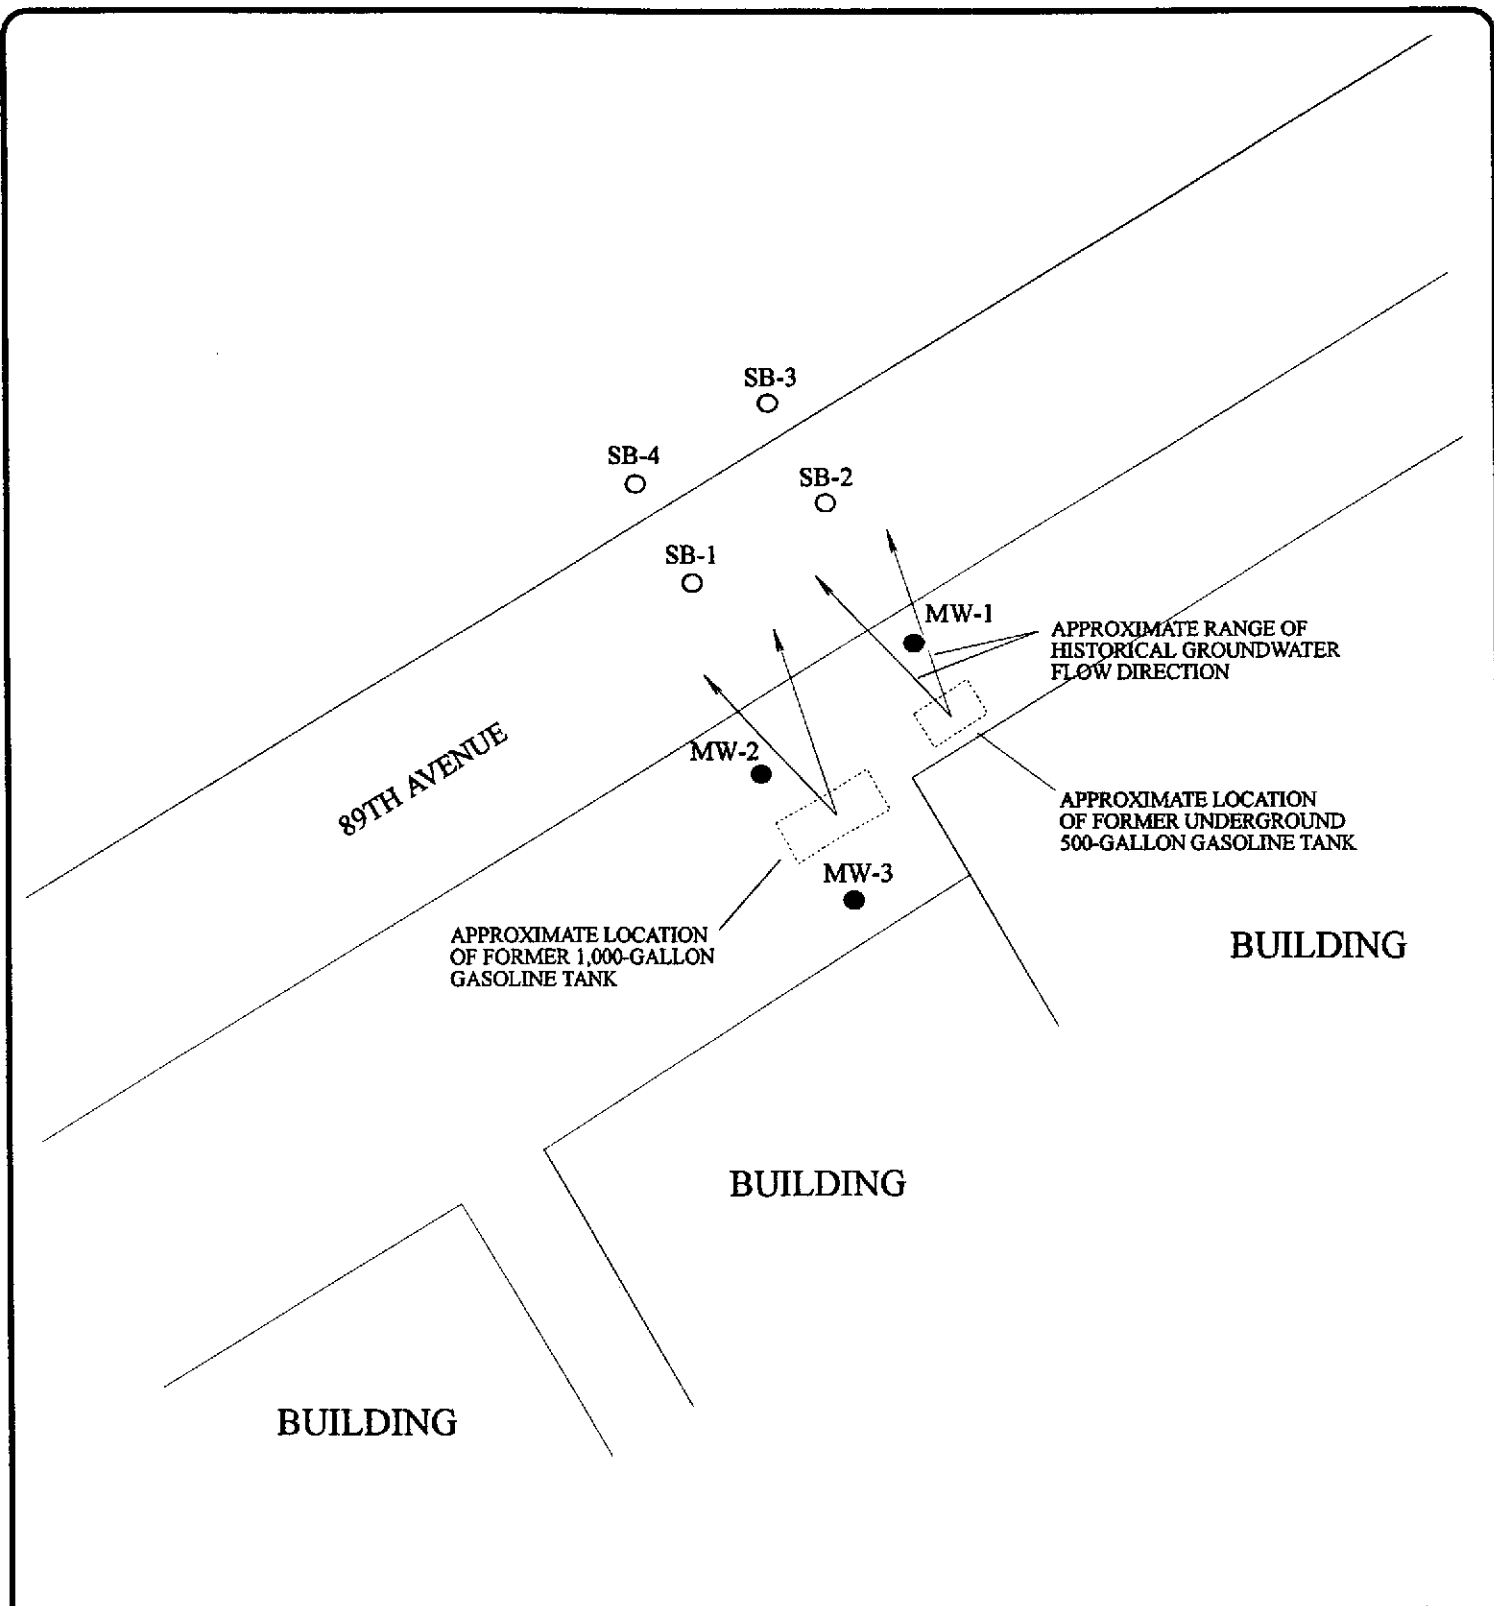 SB-3
SB-4
SB-2
SB-1
MW-1
APPROXIMATE RANGE OF
HISTORICAL GROUNDWATER
FLOW DIRECTION
89TH AVENUE
MW-2
APPROXIMATE LOCATION
OF FORMER UNDERGROUND
500-GALLON GASOLINE TANK
MW-3
APPROXIMATE LOCATION
OF FORMER 1,000-GALLON
GASOLINE TANK
BUILDING
BUILDING
BUILDING